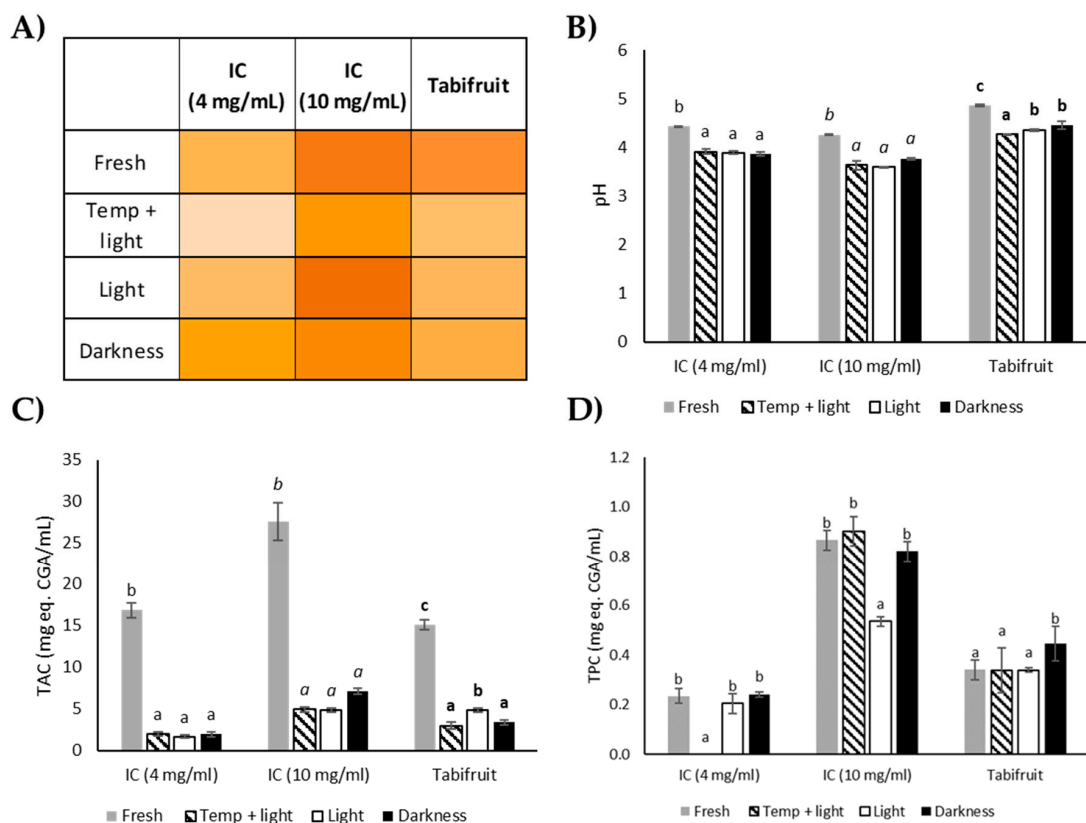 A)
IC
(4 mg/mL)
IC
(10 mg/mL)
Tabifruit
Fresh
Temp +
light
Light
Darkness
B)
6
5
4
3
2
1
0
pH
b a a a
b a a a
c a b b
IC (4 mg/ml) IC (10 mg/ml) Tabifruit
Fresh Temp + light Light Darkness
C)
35
30
25
20
15
10
5
0
TAC (mg eq. CGA/mL)
b a a a
b a a a
c a b a
IC (4 mg/ml) IC (10 mg/ml) Tabifruit
Fresh Temp + light Light Darkness
D)
1.2
1.0
0.8
0.6
0.4
0.2
0.0
TPC (mg eq. CGA/mL)
b a b b
b b a b
a a a b
IC (4 mg/ml) IC (10 mg/ml) Tabifruit
Fresh Temp + light Light Darkness